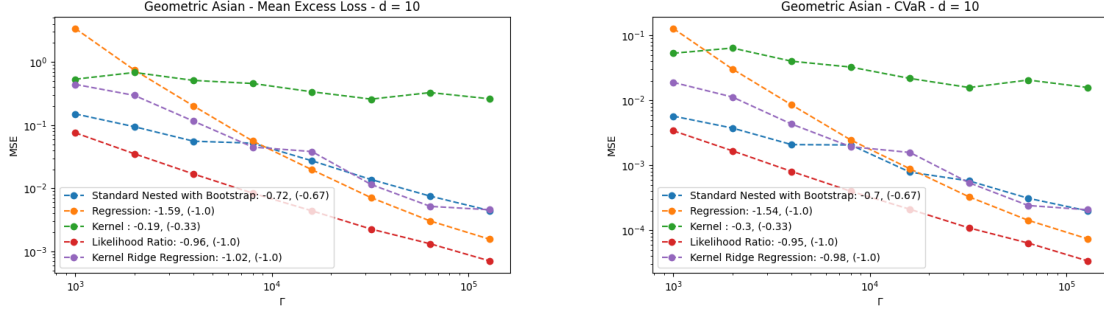 Geometric Asian - Mean Excess Loss - d = 10
MSE
10⁰
10⁻¹
10⁻²
10⁻³
Standard Nested with Bootstrap: -0.72, (-0.67)
Regression: -1.59, (-1.0)
Kernel : -0.19, (-0.33)
Likelihood Ratio: -0.96, (-1.0)
Kernel Ridge Regression: -1.02, (-1.0)
10³ 10⁴ 10⁵
Γ
Geometric Asian - CVaR - d = 10
MSE
10⁻¹
10⁻²
10⁻³
10⁻⁴
Standard Nested with Bootstrap: -0.7, (-0.67)
Regression: -1.54, (-1.0)
Kernel : -0.3, (-0.33)
Likelihood Ratio: -0.95, (-1.0)
Kernel Ridge Regression: -0.98, (-1.0)
10³ 10⁴ 10⁵
Γ